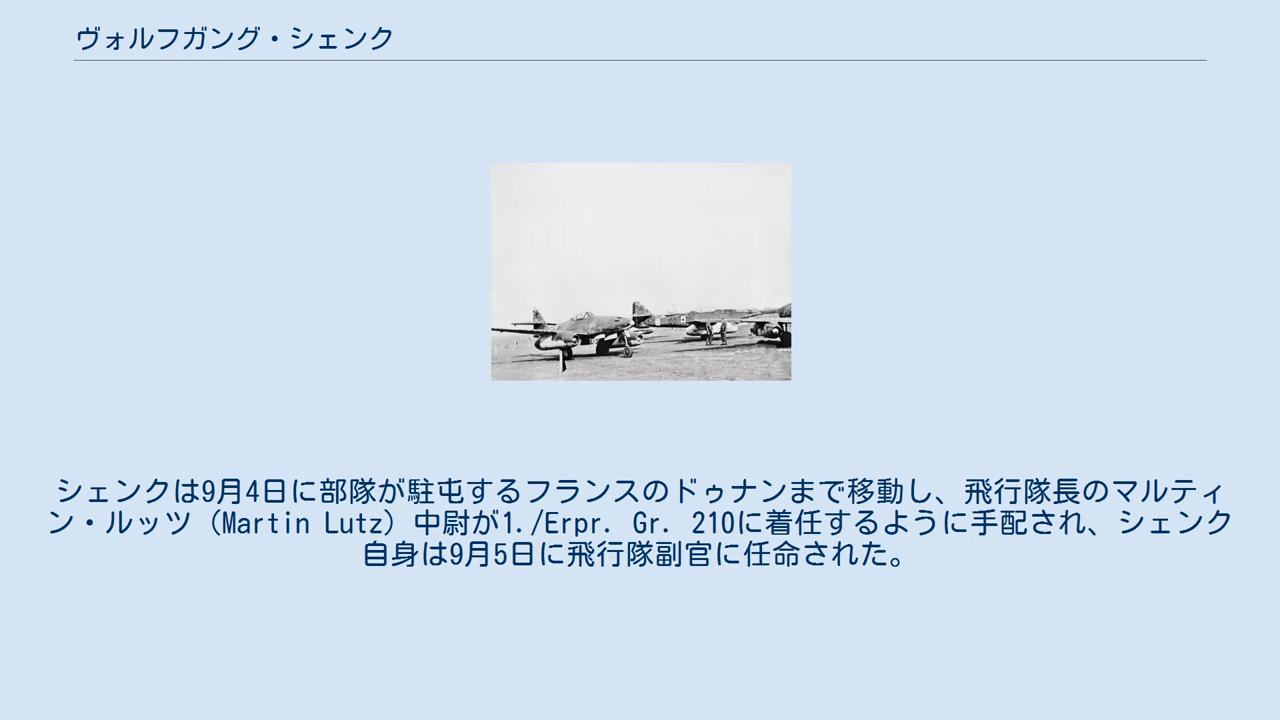 ヴォルフガング・シェンク
シェンクは9月4日に部隊が駐屯するフランスのドゥナンまで移動し、飛行隊長のマルティ
ン・ルッツ（Martin Lutz）中尉が1./Erpr. Gr. 210に着任するように手配され、シェンク
自身は9月5日に飛行隊副官に任命された。